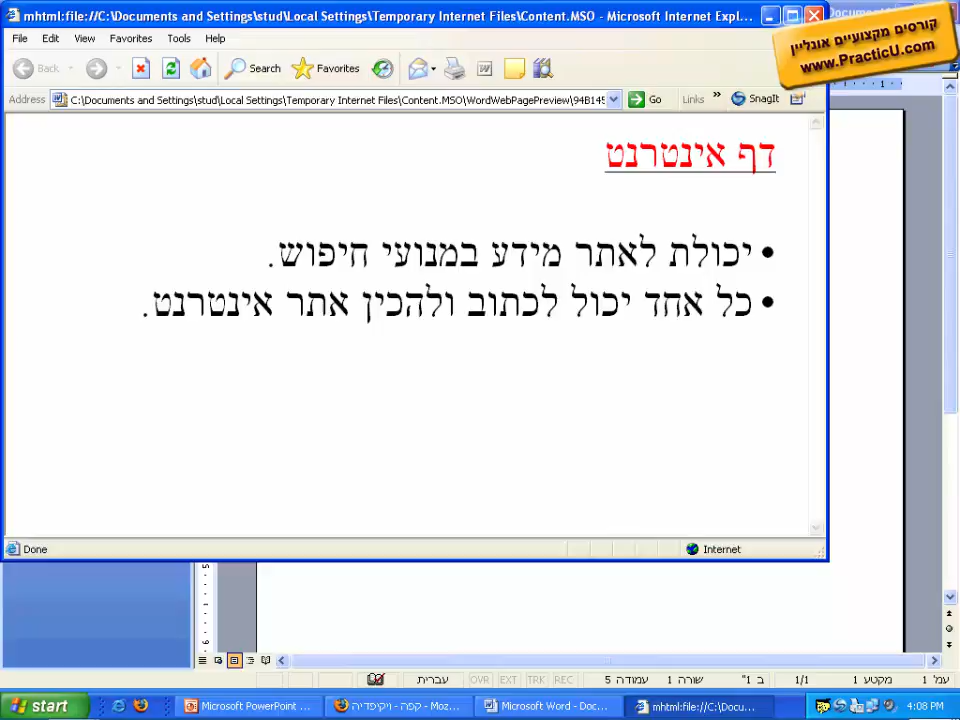 mhtml:file://C:\Documents and Settings\stud\Local Settings\Temporary Internet Files\Content.MSO - Microsoft Internet Expl...
קורסים מקצועיים אונליין
www.PracticU.com
File Edit View Favorites Tools Help
Back Search Favorites
Address C:\Documents and Settings\stud\Local Settings\Temporary Internet Files\Content.MSO\WordWebPagePreview\94B145 Go Links » SnagIt
דף אינטרנט
• יכולת לאתר מידע במנועי חיפוש.
• כל אחד יכול לכתוב ולהכין אתר אינטרנט.
Done Internet
עמ' 1 מקטע 1 1/1 ב 1" שורה 1 עמודה 5 REC TRK EXT OVR עברית
start Microsoft PowerPoint ... קפה - ויקיפדיה - Moz... Microsoft Word - Doc... mhtml:file://C:\Docu... 4:08 PM